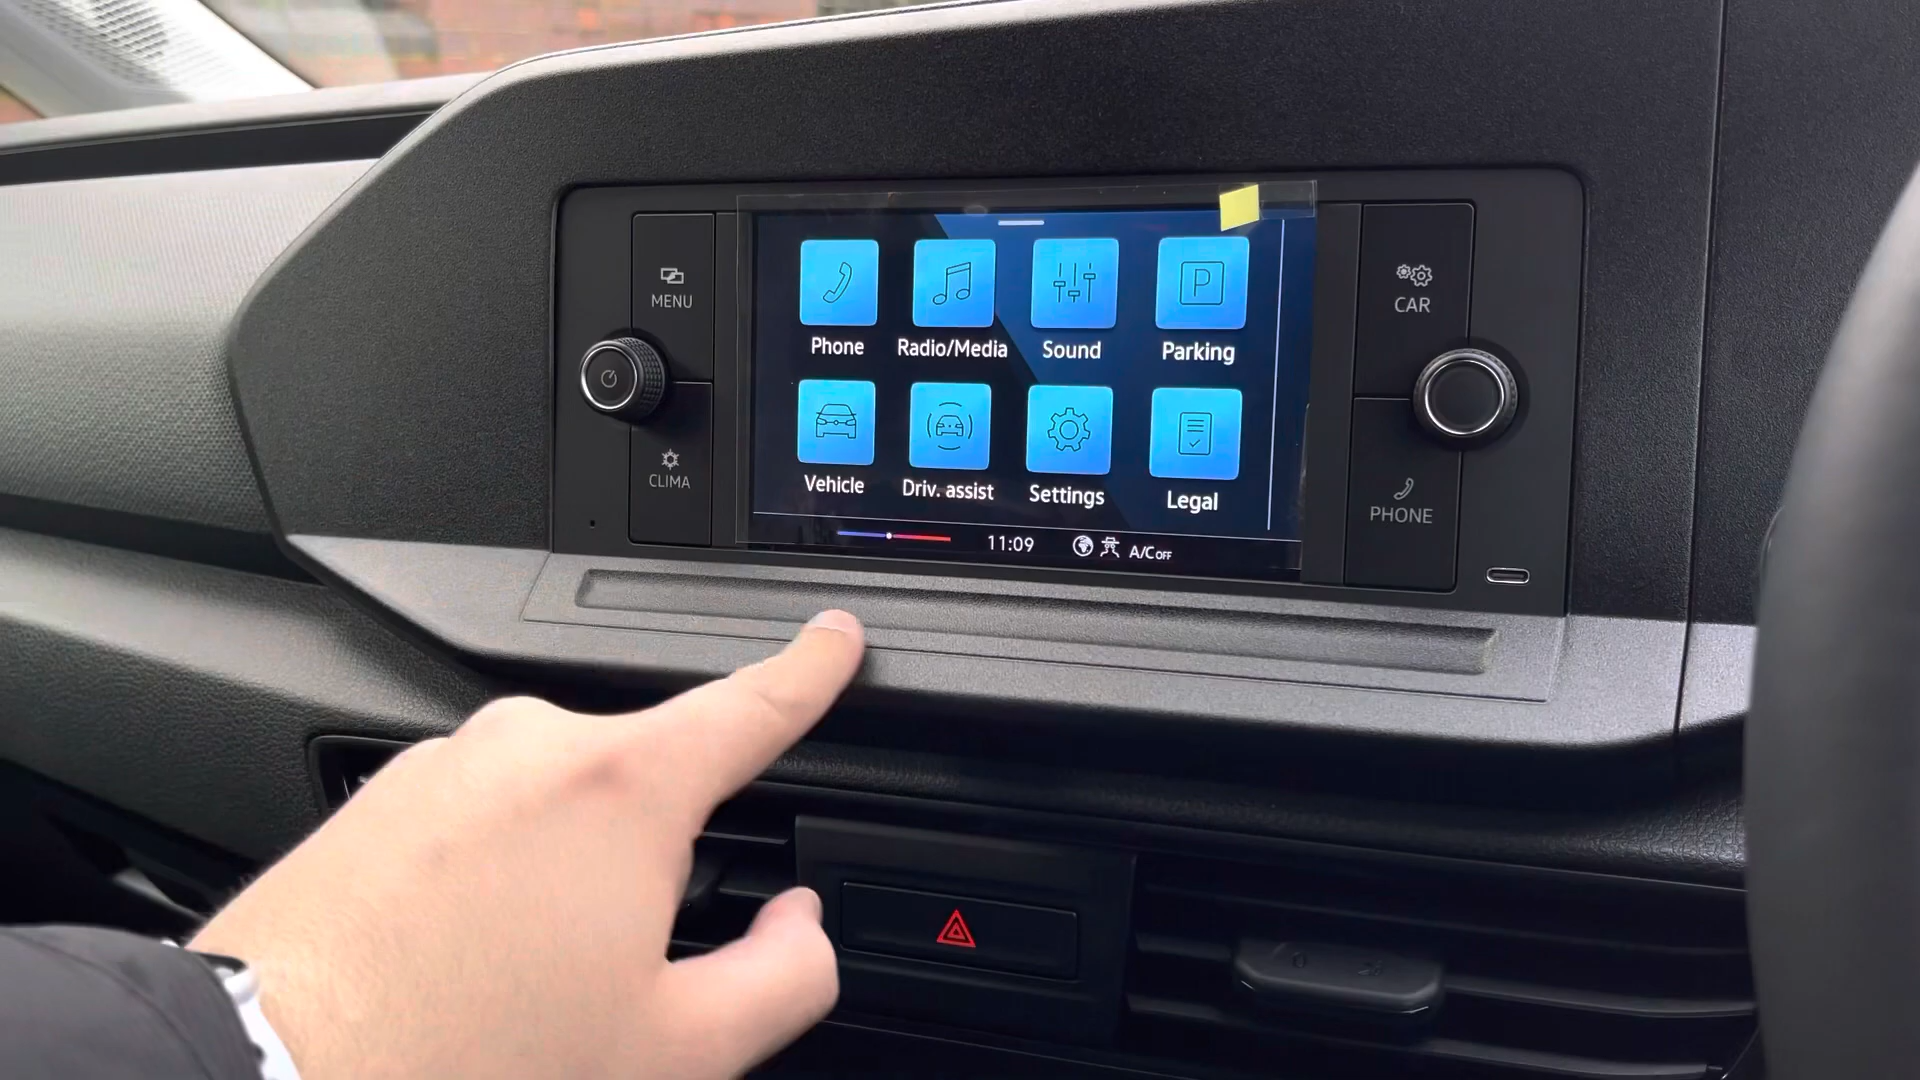 MENU
CLIMA
Phone
Radio/Media
Sound
P
Parking
Vehicle
Driv. assist
Settings
Legal
11:09
A/C OFF
CAR
PHONE